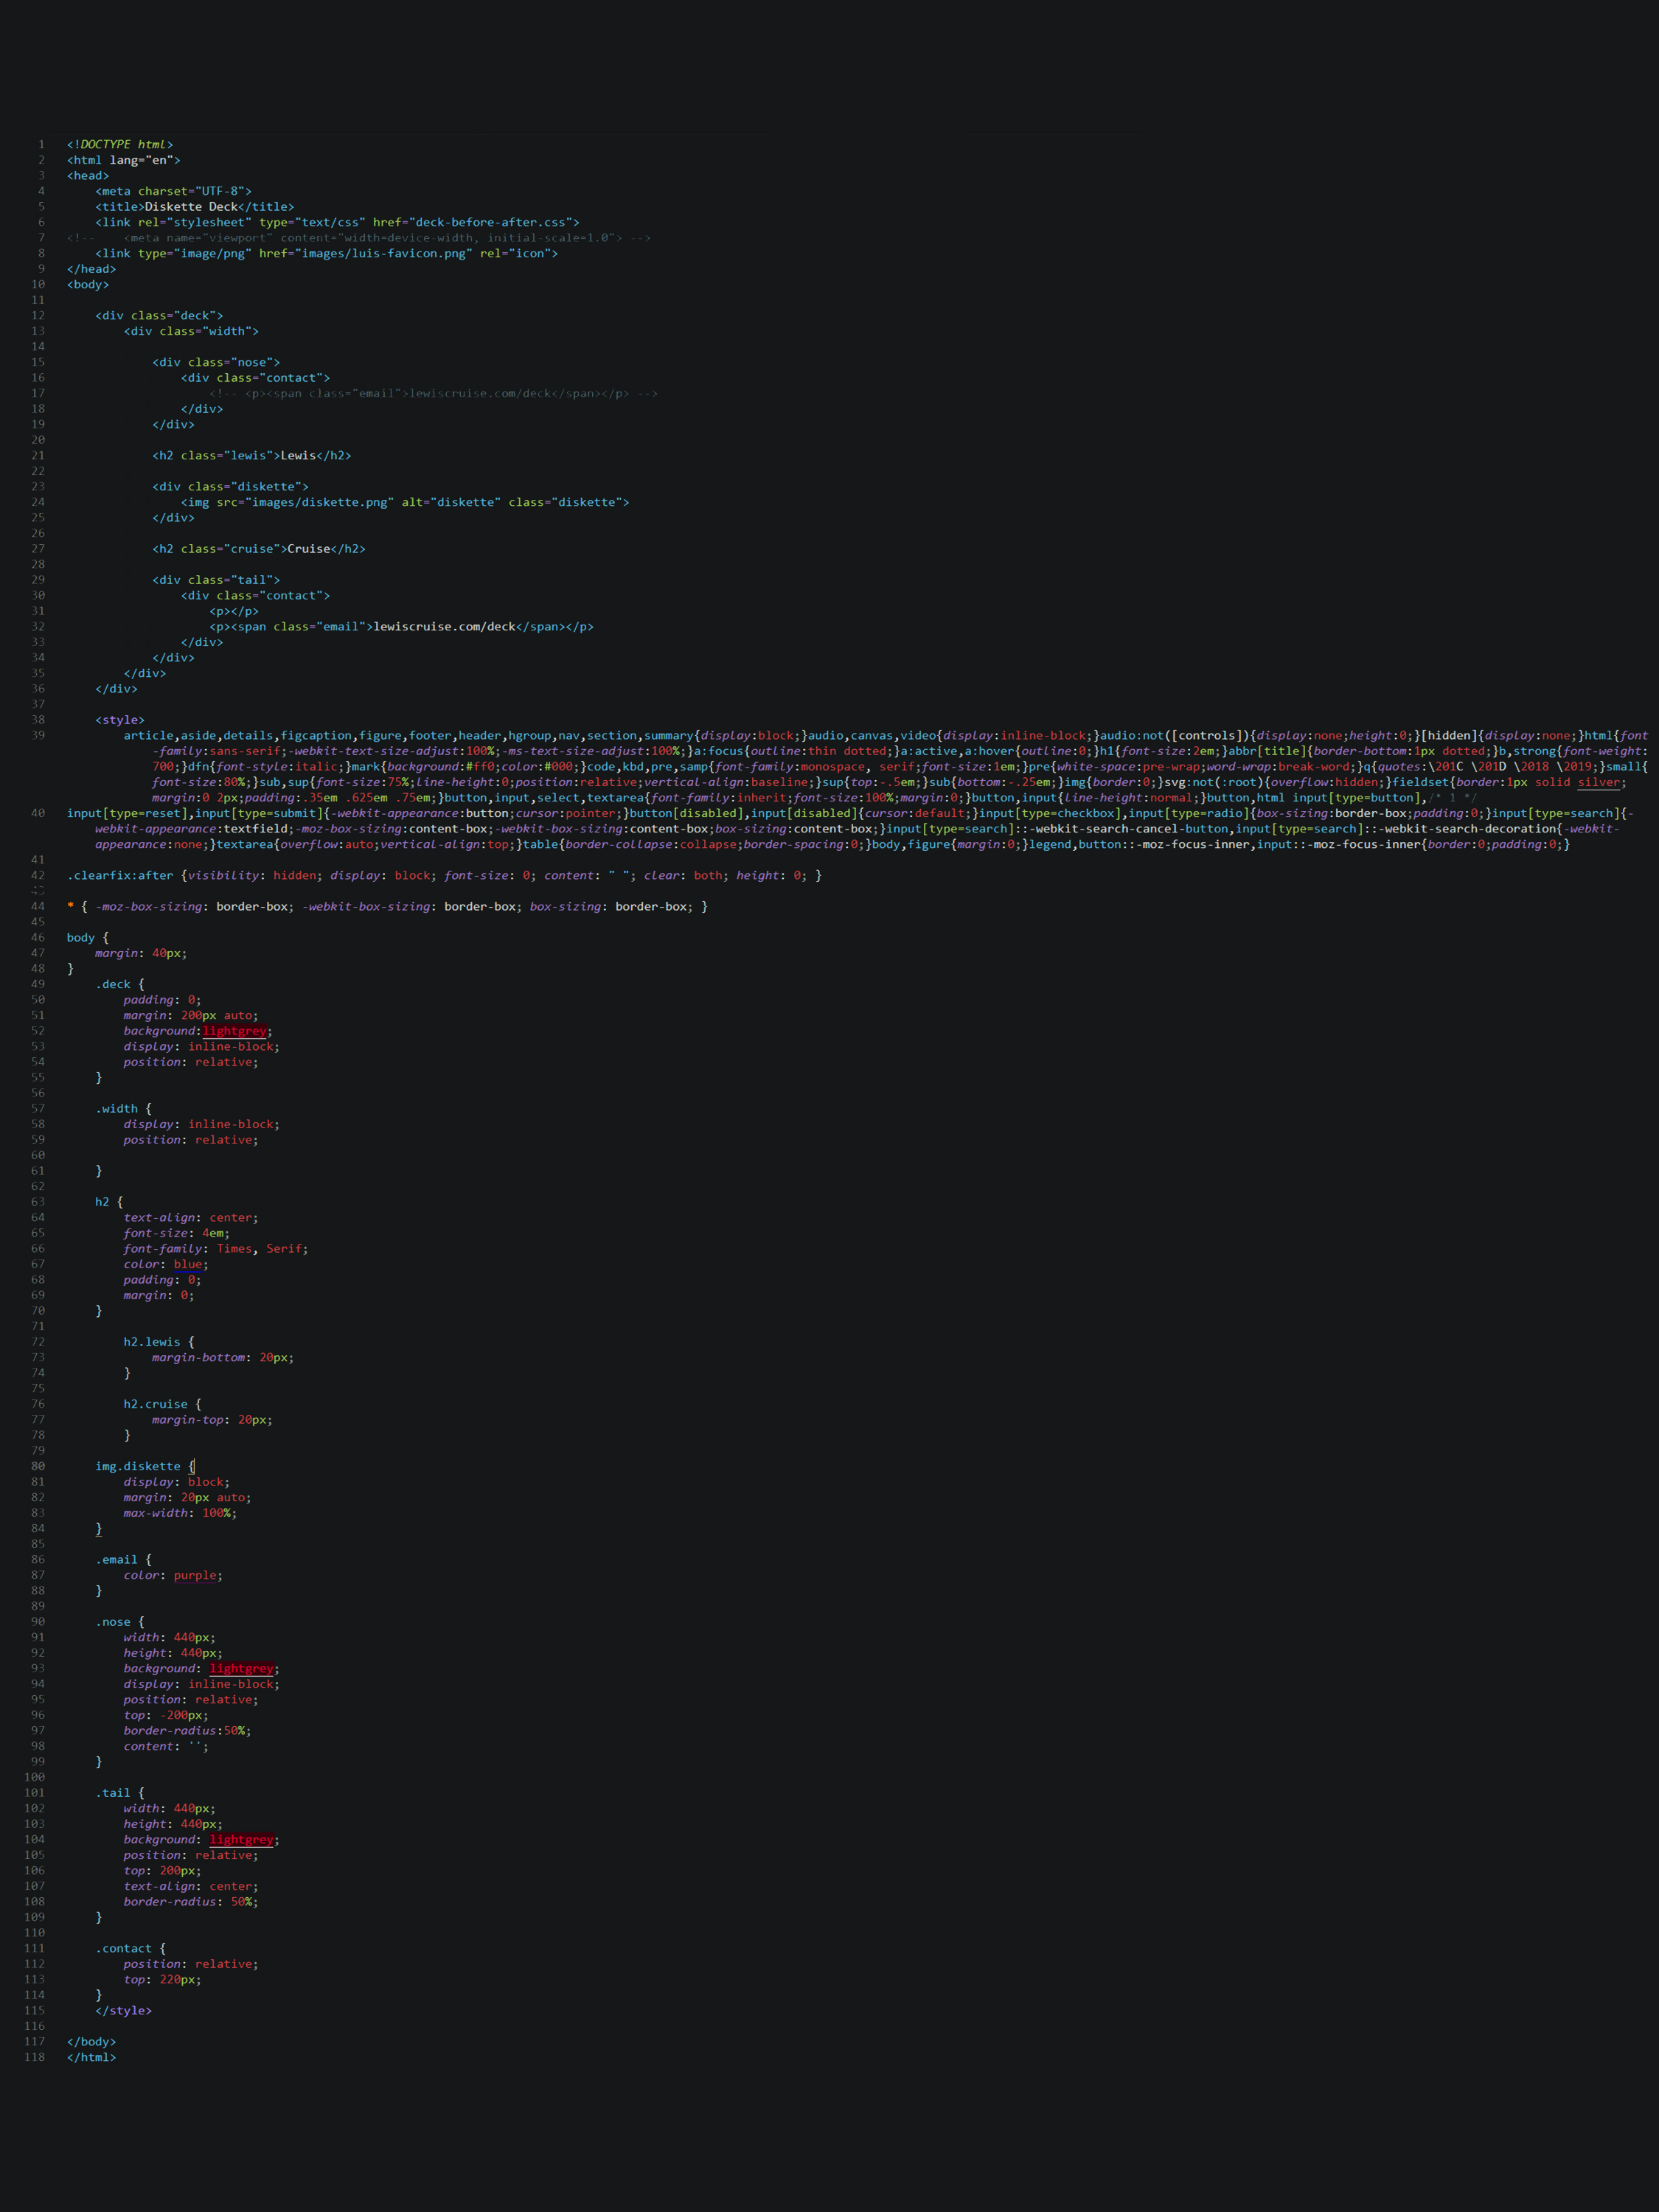 1 <!DOCTYPE html>
2 <html lang="en">
3 <head>
4 <meta charset="UTF-8">
5 <title>Diskette Deck</title>
6 <link rel="stylesheet" type="text/css" href="deck-before-after.css">
7 <!-- <meta name="viewport" content="width=device-width, initial-scale=1.0"> -->
8 <link type="image/png" href="images/luis-favicon.png" rel="icon">
9 </head>
10 <body>
11
12 <div class="deck">
13 <div class="width">
14
15 <div class="nose">
16 <div class="contact">
17 <!-- <p><span class="email">lewiscruise.com/deck</span></p> -->
18 </div>
19 </div>
20
21 <h2 class="lewis">Lewis</h2>
22
23 <div class="diskette">
24 <img src="images/diskette.png" alt="diskette" class="diskette">
25 </div>
26
27 <h2 class="cruise">Cruise</h2>
28
29 <div class="tail">
30 <div class="contact">
31 <p></p>
32 <p><span class="email">lewiscruise.com/deck</span></p>
33 </div>
34 </div>
35 </div>
36 </div>
37
38 <style>
39 article,aside,details,figcaption,figure,footer,header,hgroup,nav,section,summary{display:block;}audio,canvas,video{display:inline-block;}audio:not([controls]){display:none;height:0;}[hidden]{display:none;}html{font
-family:sans-serif;-webkit-text-size-adjust:100%;-ms-text-size-adjust:100%;}a:focus{outline:thin dotted;}a:active,a:hover{outline:0;}h1{font-size:2em;}abbr[title]{border-bottom:1px dotted;}b,strong{font-weight:
700;}dfn{font-style:italic;}mark{background:#ff0;color:#000;}code,kbd,pre,samp{font-family:monospace, serif;font-size:1em;}pre{white-space:pre-wrap;word-wrap:break-word;}q{quotes:\201C \201D \2018 \2019;}small{
font-size:80%;}sub,sup{font-size:75%;line-height:0;position:relative;vertical-align:baseline;}sup{top:-.5em;}sub{bottom:-.25em;}img{border:0;}svg:not(:root){overflow:hidden;}fieldset{border:1px solid silver;
margin:0 2px;padding:.35em .625em .75em;}button,input,select,textarea{font-family:inherit;font-size:100%;margin:0;}button,input{line-height:normal;}button,html input[type=button],/* 1 */
40 input[type=reset],input[type=submit]{-webkit-appearance:button;cursor:pointer;}button[disabled],input[disabled]{cursor:default;}input[type=checkbox],input[type=radio]{box-sizing:border-box;padding:0;}input[type=search]{-
webkit-appearance:textfield;-moz-box-sizing:content-box;-webkit-box-sizing:content-box;box-sizing:content-box;}input[type=search]::-webkit-search-cancel-button,input[type=search]::-webkit-search-decoration{-webkit-
appearance:none;}textarea{overflow:auto;vertical-align:top;}table{border-collapse:collapse;border-spacing:0;}body,figure{margin:0;}legend,button::-moz-focus-inner,input::-moz-focus-inner{border:0;padding:0;}
41
42 .clearfix:after {visibility: hidden; display: block; font-size: 0; content: " "; clear: both; height: 0; }
43
44 * { -moz-box-sizing: border-box; -webkit-box-sizing: border-box; box-sizing: border-box; }
45
46 body {
47 margin: 40px;
48 }
49 .deck {
50 padding: 0;
51 margin: 200px auto;
52 background:lightgrey;
53 display: inline-block;
54 position: relative;
55 }
56
57 .width {
58 display: inline-block;
59 position: relative;
60
61 }
62
63 h2 {
64 text-align: center;
65 font-size: 4em;
66 font-family: Times, Serif;
67 color: blue;
68 padding: 0;
69 margin: 0;
70 }
71
72 h2.lewis {
73 margin-bottom: 20px;
74 }
75
76 h2.cruise {
77 margin-top: 20px;
78 }
79
80 img.diskette {
81 display: block;
82 margin: 20px auto;
83 max-width: 100%;
84 }
85
86 .email {
87 color: purple;
88 }
89
90 .nose {
91 width: 440px;
92 height: 440px;
93 background: lightgrey;
94 display: inline-block;
95 position: relative;
96 top: -200px;
97 border-radius:50%;
98 content: '';
99 }
100
101 .tail {
102 width: 440px;
103 height: 440px;
104 background: lightgrey;
105 position: relative;
106 top: 200px;
107 text-align: center;
108 border-radius: 50%;
109 }
110
111 .contact {
112 position: relative;
113 top: 220px;
114 }
115 </style>
116
117 </body>
118 </html>